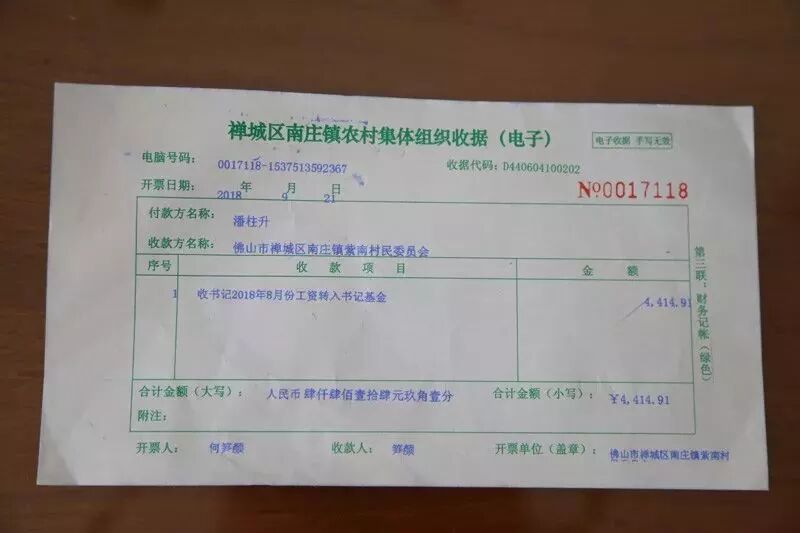 禅城区南庄镇农村集体组织收据（电子）
电子收据 手写无效
电脑号码： 0017118-1537513592367 收据代码：D440604100202
开票日期： 2018 年 9 月 21 日 №0017118
付款方名称： 潘柱升
收款方名称： 佛山市禅城区南庄镇紫南村民委员会
序号 收款项目 金额
1 收书记2018年8月份工资转入书记基金 4,414.91
合计金额（大写）： 人民币 肆仟肆佰壹拾肆元玖角壹分 合计金额（小写）： ¥4,414.91
附注：
开票人： 何笋颜 收款人： 笋颜 开票单位（盖章）： 佛山市禅城区南庄镇紫南村
第三联：财务记帐（绿色）